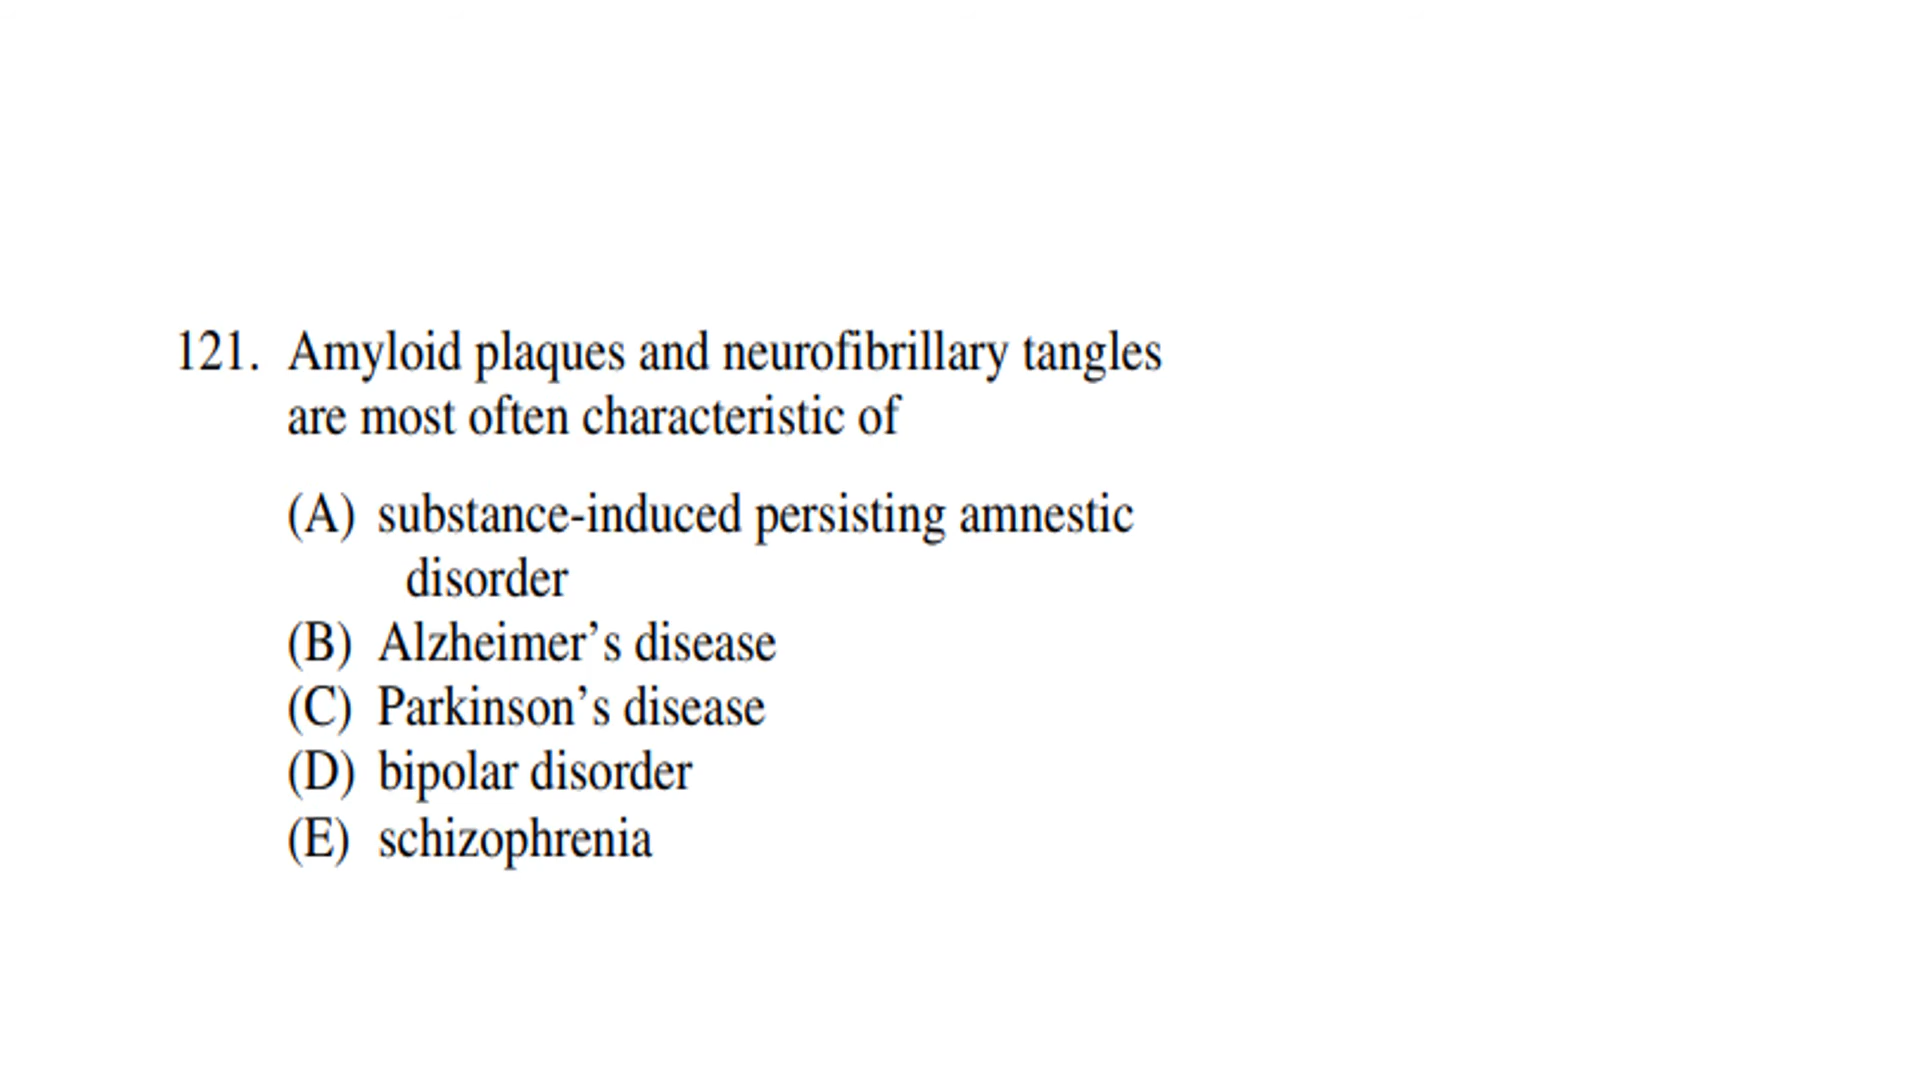 121. Amyloid plaques and neurofibrillary tangles
are most often characteristic of
(A) substance-induced persisting amnestic
disorder
(B) Alzheimer’s disease
(C) Parkinson’s disease
(D) bipolar disorder
(E) schizophrenia